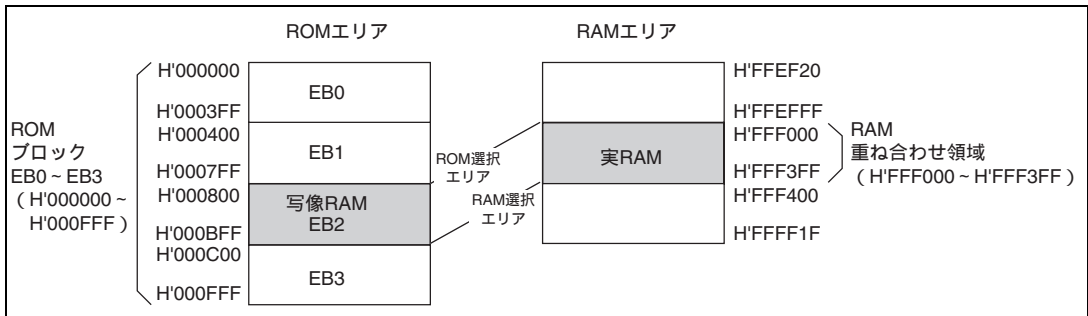 ROMエリア
RAMエリア
ROM
ブロック
EB0～EB3
（H'000000～
H'000FFF）
H'000000
H'0003FF
H'000400
H'0007FF
H'000800
H'000BFF
H'000C00
H'000FFF
EB0
EB1
写像RAM
EB2
EB3
ROM選択
エリア
RAM選択
エリア
実RAM
H'FFEF20
H'FFEFFF
H'FFF000
H'FFF3FF
H'FFF400
H'FFFF1F
RAM
重ね合わせ領域
（H'FFF000～H'FFF3FF）